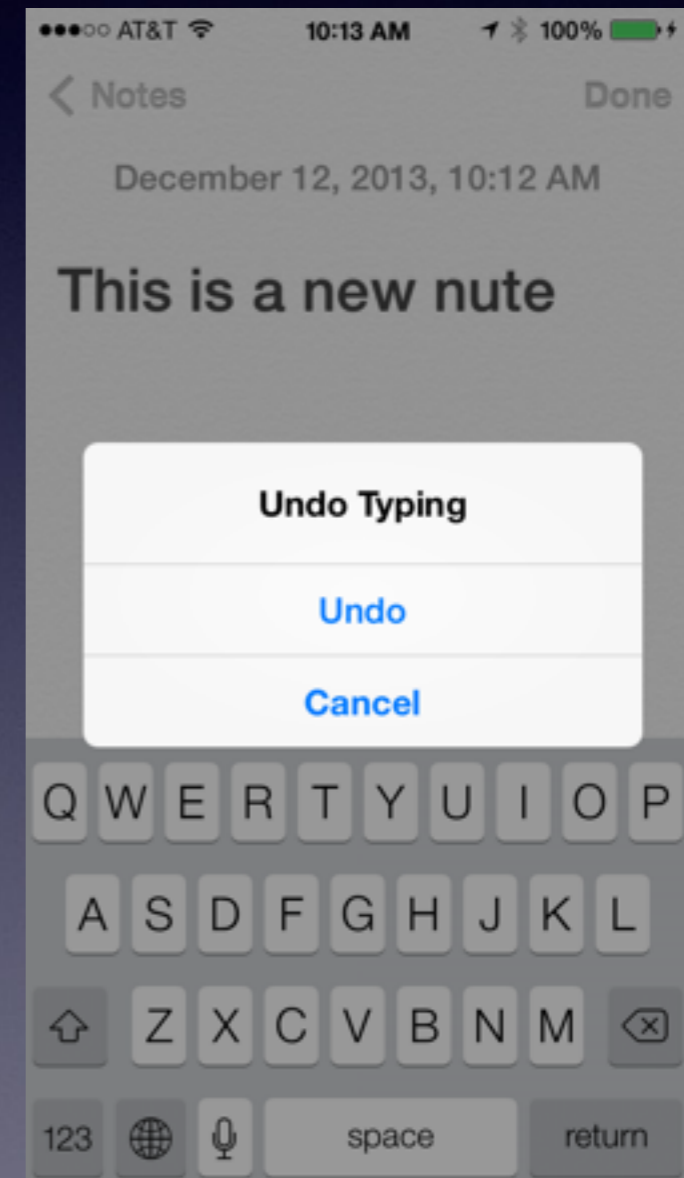 AT&T 10:13 AM 100%
Notes Done
December 12, 2013, 10:12 AM
This is a new nute
Undo Typing
Undo
Cancel
Q W E R T Y U I O P
A S D F G H J K L
Z X C V B N M
123 space return